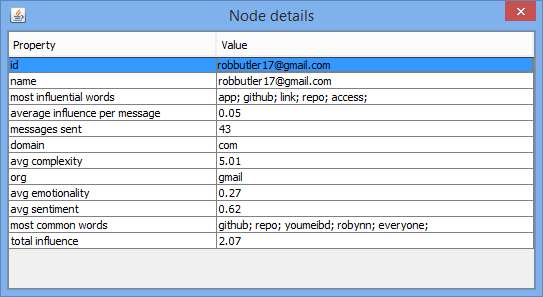 Node details
Property Value
id robbutler17@gmail.com
name robbutler17@gmail.com
most influential words app; github; link; repo; access;
average influence per message 0.05
messages sent 43
domain com
avg complexity 5.01
org gmail
avg emotionality 0.27
avg sentiment 0.62
most common words github; repo; youmeibd; robynn; everyone;
total influence 2.07